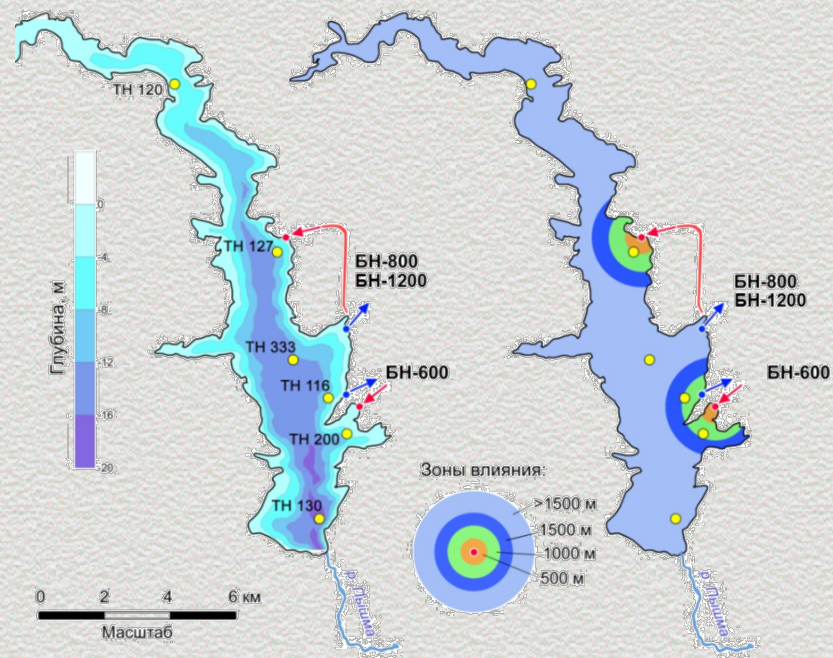 ТН 120
0
-4
-8
-12
-16
-20
Глубина, м
ТН 127
БН-800
БН-1200
ТН 333
ТН 116
БН-600
ТН 200
ТН 130
р. Пышма
0 2 4 6 км
Масштаб
БН-800
БН-1200
БН-600
Зоны влияния:
>1500 м
1500 м
1000 м
500 м
р. Пышма